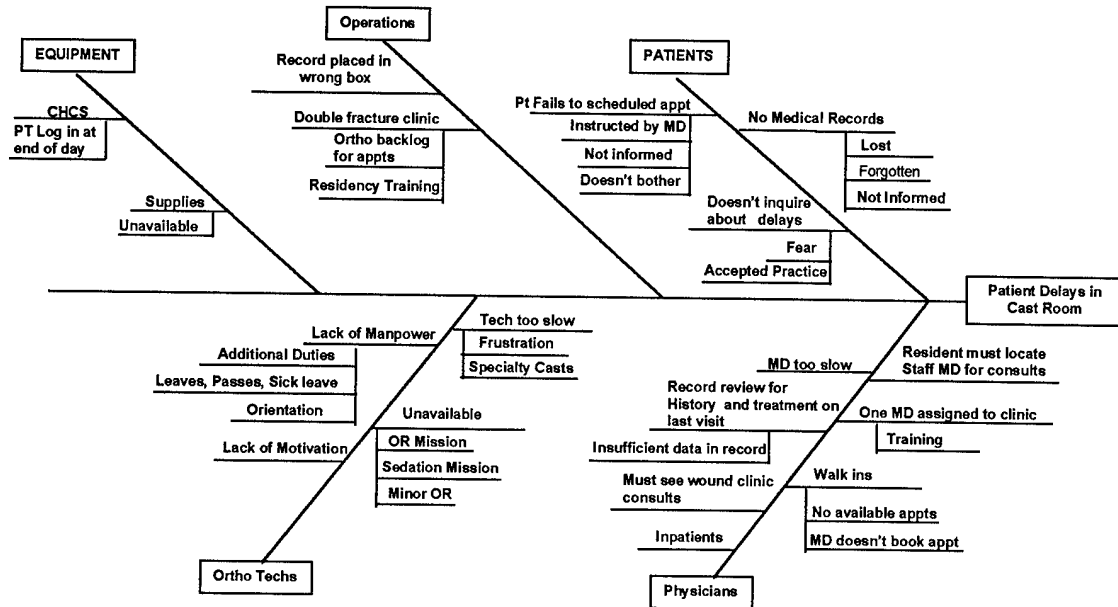 Operations
EQUIPMENT
PATIENTS
Record placed in
wrong box
CHCS
PT Log in at
end of day
Double fracture clinic
Ortho backlog
for appts
Residency Training
Supplies
Unavailable
Pt Fails to scheduled appt
Instructed by MD
Not informed
Doesn't bother
No Medical Records
Lost
Forgotten
Not Informed
Doesn't inquire
about delays
Fear
Accepted Practice
Patient Delays in
Cast Room
Lack of Manpower
Additional Duties
Leaves, Passes, Sick leave
Orientation
Lack of Motivation
Tech too slow
Frustration
Specialty Casts
Unavailable
OR Mission
Sedation Mission
Minor OR
Ortho Techs
MD too slow
Record review for
History and treatment on
last visit
Insufficient data in record
Must see wound clinic
consults
Inpatients
Resident must locate
Staff MD for consults
One MD assigned to clinic
Training
Walk ins
No available appts
MD doesn't book appt
Physicians